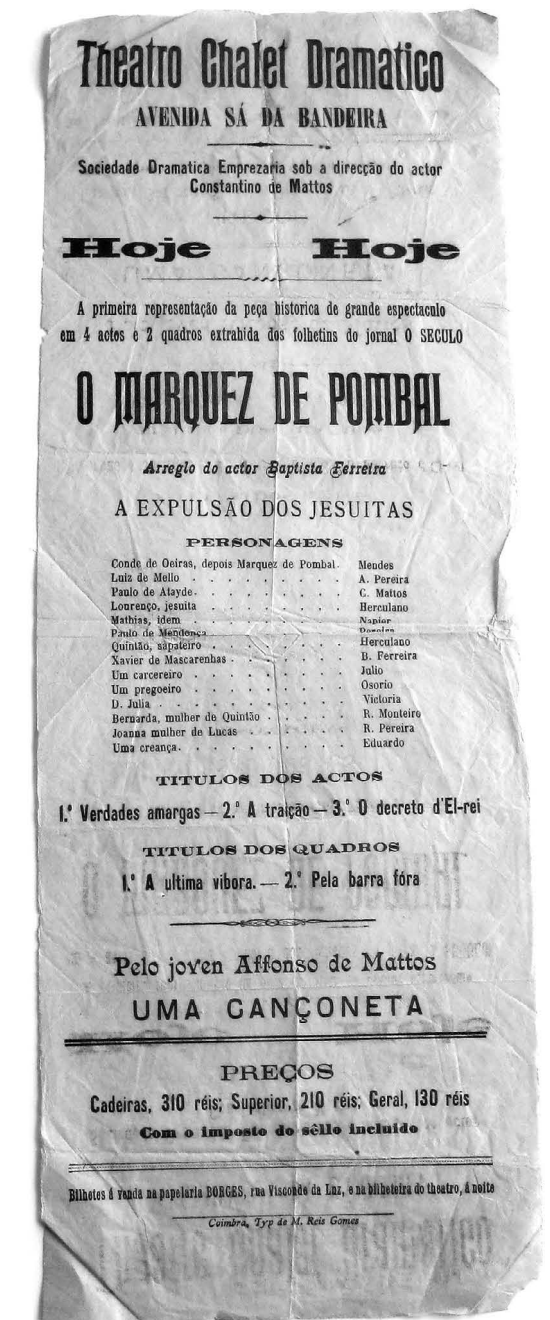 Theatro Chalet Dramatico
AVENIDA SÁ DA BANDEIRA
Sociedade Dramatica Emprezaria sob a direcção do actor
Constantino de Mattos
Hoje Hoje
A primeira representação da peça historica de grande espectaculo
em 4 actos e 2 quadros extrahida dos folhetins do jornal O SECULO
O MARQUEZ DE POMBAL
Arreglo do actor Baptista Ferreira
A EXPULSÃO DOS JESUITAS
PERSONAGENS
Conde de Oeiras, depois Marquez de Pombal. Mendes
Luiz de Mello . . . . . . . . . A. Pereira
Paulo de Atayde. . . . . . . . . C. Mattos
Lourenço, jesuita . . . . . . . . Herculano
Mathias, idem . . . . . . . . Napier
Paulo de Mendonça . . . . . . . Pereira
Quintão, sapateiro . . . . . . . . Herculano
Xavier de Mascarenhas . . . . . . B. Ferreira
Um carcereiro . . . . . . . . Julio
Um pregoeiro . . . . . . . . Osorio
D. Julia . . . . . . . . . Victoria
Bernarda, mulher de Quintão . . . . . R. Monteiro
Joanna mulher de Lucas . . . . . . R. Pereira
Uma creança. . . . . . . . . Eduardo
TITULOS DOS ACTOS
1.º Verdades amargas — 2.º A traição — 3.º O decreto d'El-rei
TITULOS DOS QUADROS
1.º A ultima vibora. — 2.º Pela barra fóra
Pelo joven Affonso de Mattos
UMA CANÇONETA
PREÇOS
Cadeiras, 310 réis; Superior, 210 réis; Geral, 130 réis
Com o imposto do sêllo incluido
Bilhetes á venda na papelaria BORGES, rua Visconde da Luz, e na bilheteira do theatro, á noite
Coimbra, Typ de M. Reis Gomes